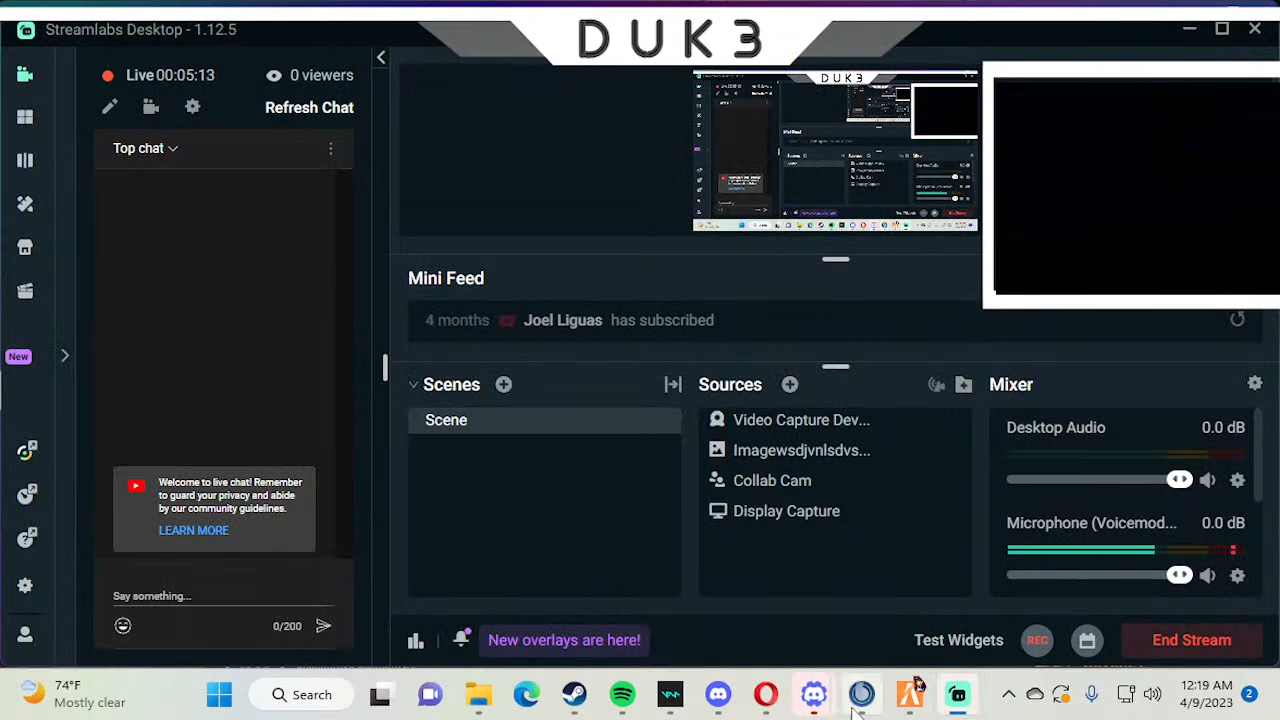 Streamlabs Desktop - 1.12.5
DUK3
Live 00:05:13
0 viewers
Refresh Chat
Top chat
Mini Feed
4 months Joel Liguas has subscribed
New
Scenes
Sources
Mixer
Scene
Video Capture Dev...
Imagewsdjvnlsdvs...
Collab Cam
Display Capture
Desktop Audio 0.0 dB
Microphone (Voicemod... 0.0 dB
Welcome to live chat! Remember
to guard your privacy and abide
by our community guidelines.
LEARN MORE
Say something...
0/200
New overlays are here!
Test Widgets
REC
End Stream
74°F
Mostly clear
Search
12:19 AM
4/9/2023
2